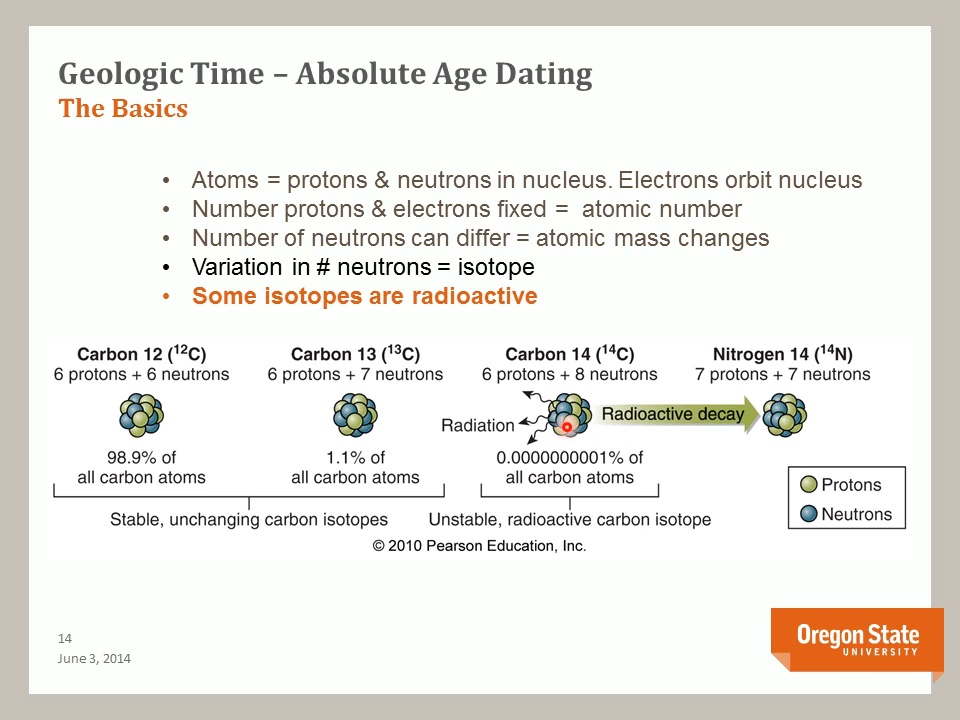 Geologic Time – Absolute Age Dating
The Basics
• Atoms = protons & neutrons in nucleus. Electrons orbit nucleus
• Number protons & electrons fixed = atomic number
• Number of neutrons can differ = atomic mass changes
• Variation in # neutrons = isotope
• Some isotopes are radioactive
Carbon 12 (¹²C)
6 protons + 6 neutrons
98.9% of
all carbon atoms
Carbon 13 (¹³C)
6 protons + 7 neutrons
1.1% of
all carbon atoms
Stable, unchanging carbon isotopes
Carbon 14 (¹⁴C)
6 protons + 8 neutrons
Radiation
0.0000000001% of
all carbon atoms
Unstable, radioactive carbon isotope
Radioactive decay
Nitrogen 14 (¹⁴N)
7 protons + 7 neutrons
Protons
Neutrons
© 2010 Pearson Education, Inc.
14
June 3, 2014
Oregon State
UNIVERSITY